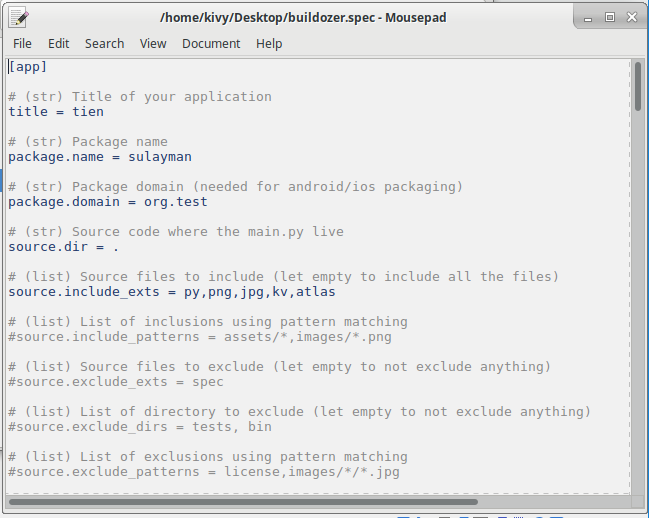 /home/kivy/Desktop/buildozer.spec - Mousepad
File Edit Search View Document Help
[app]
# (str) Title of your application
title = tien
# (str) Package name
package.name = sulayman
# (str) Package domain (needed for android/ios packaging)
package.domain = org.test
# (str) Source code where the main.py live
source.dir = .
# (list) Source files to include (let empty to include all the files)
source.include_exts = py,png,jpg,kv,atlas
# (list) List of inclusions using pattern matching
#source.include_patterns = assets/*,images/*.png
# (list) Source files to exclude (let empty to not exclude anything)
#source.exclude_exts = spec
# (list) List of directory to exclude (let empty to not exclude anything)
#source.exclude_dirs = tests, bin
# (list) List of exclusions using pattern matching
#source.exclude_patterns = license,images/*/*.jpg